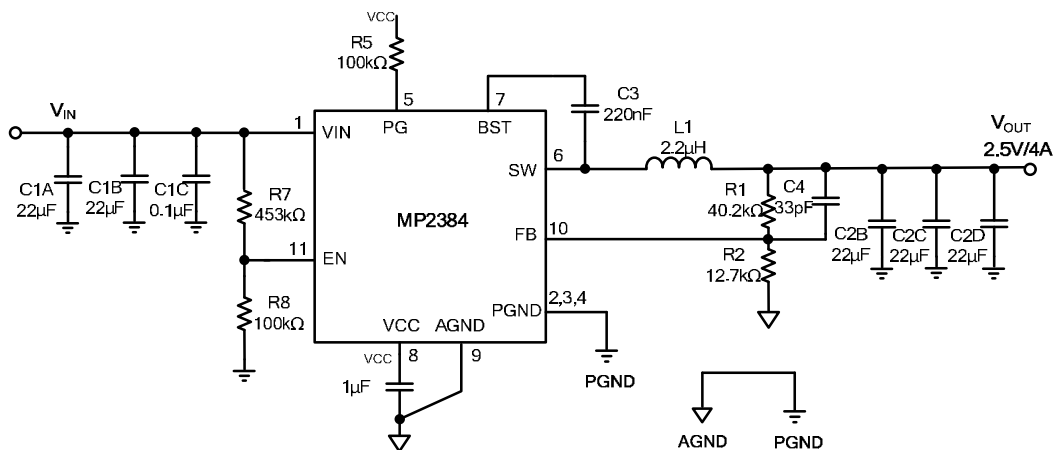 VCC
R5
100kΩ
5
7
C3
220nF
VIN
1
VIN
PG
BST
6
SW
L1
2.2µH
VOUT
2.5V/4A
C1A
22µF
C1B
22µF
C1C
0.1µF
R7
453kΩ
MP2384
R1
40.2kΩ
C4
33pF
FB
10
C2B
22µF
C2C
22µF
C2D
22µF
11
EN
R2
12.7kΩ
R8
100kΩ
2,3,4
PGND
VCC
AGND
VCC
8
9
1µF
PGND
AGND
PGND